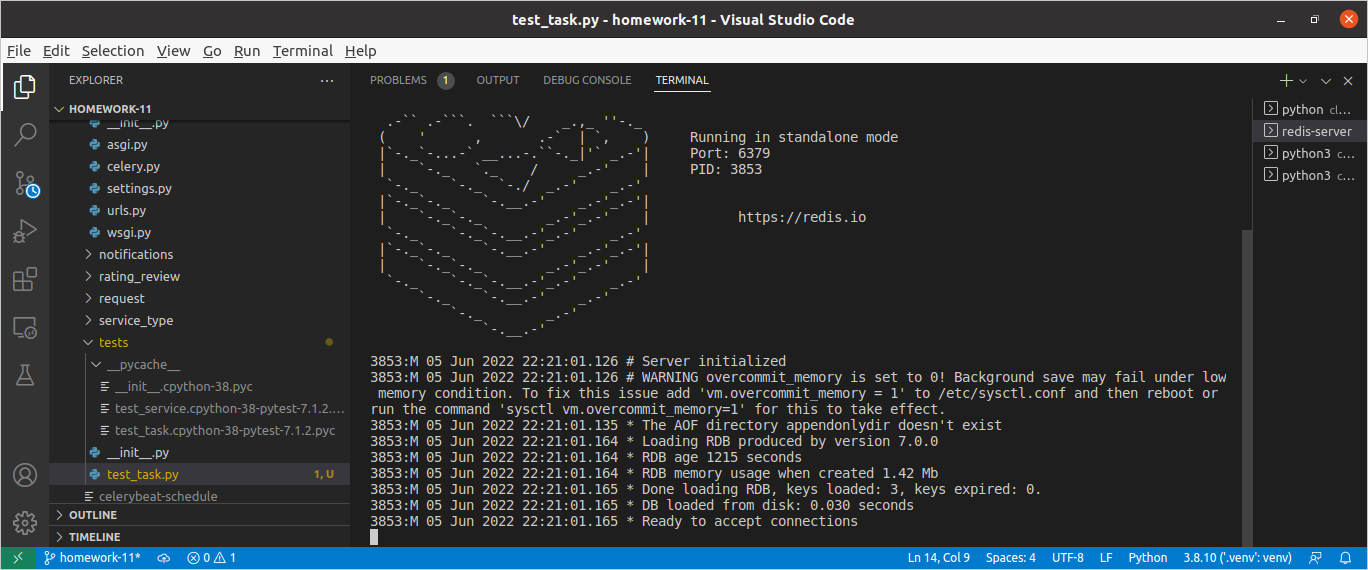 test_task.py - homework-11 - Visual Studio Code
File Edit Selection View Go Run Terminal Help
EXPLORER
HOMEWORK-11
__init__.py
asgi.py
celery.py
settings.py
urls.py
wsgi.py
notifications
rating_review
request
service_type
tests
__pycache__
__init__.cpython-38.pyc
test_service.cpython-38-pytest-7.1.2....
test_task.cpython-38-pytest-7.1.2.pyc
__init__.py
test_task.py 1, U
celerybeat-schedule
OUTLINE
TIMELINE
PROBLEMS 1 OUTPUT DEBUG CONSOLE TERMINAL
Running in standalone mode
Port: 6379
PID: 3853
https://redis.io
3853:M 05 Jun 2022 22:21:01.126 # Server initialized
3853:M 05 Jun 2022 22:21:01.126 # WARNING overcommit_memory is set to 0! Background save may fail under low
memory condition. To fix this issue add 'vm.overcommit_memory = 1' to /etc/sysctl.conf and then reboot or
run the command 'sysctl vm.overcommit_memory=1' for this to take effect.
3853:M 05 Jun 2022 22:21:01.135 * The AOF directory appendonlydir doesn't exist
3853:M 05 Jun 2022 22:21:01.164 * Loading RDB produced by version 7.0.0
3853:M 05 Jun 2022 22:21:01.164 * RDB age 1215 seconds
3853:M 05 Jun 2022 22:21:01.164 * RDB memory usage when created 1.42 Mb
3853:M 05 Jun 2022 22:21:01.165 * Done loading RDB, keys loaded: 3, keys expired: 0.
3853:M 05 Jun 2022 22:21:01.165 * DB loaded from disk: 0.030 seconds
3853:M 05 Jun 2022 22:21:01.165 * Ready to accept connections
python cl...
redis-server
python3 c...
python3 c...
homework-11* 0 1 Ln 14, Col 9 Spaces: 4 UTF-8 LF Python 3.8.10 ('.venv': venv)